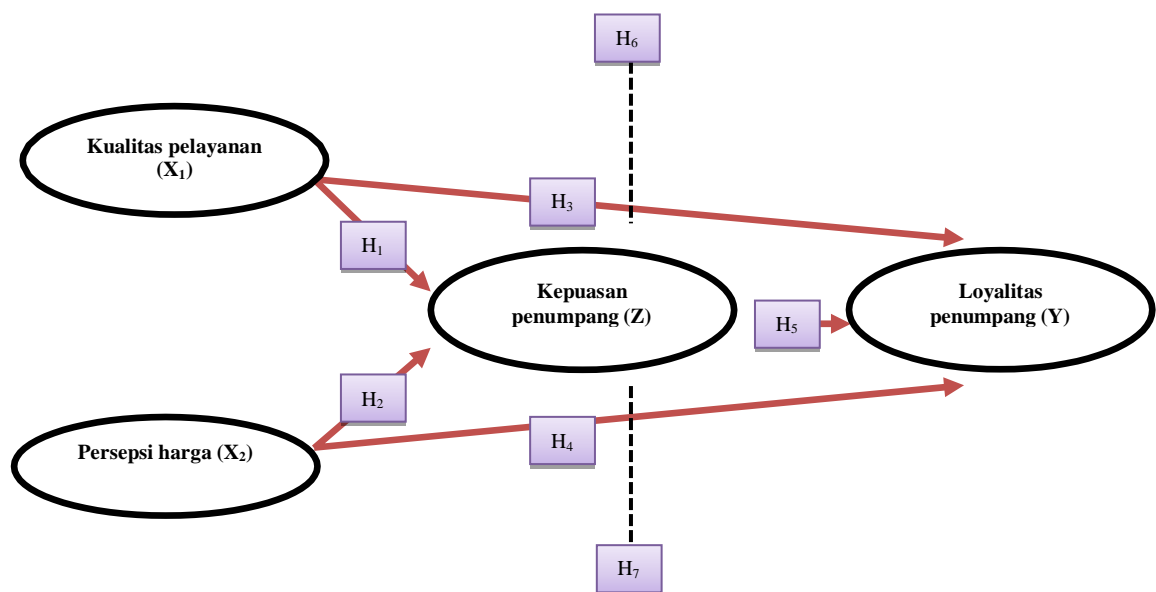 H₆
Kualitas pelayanan
(X₁)
H₃
H₁
Kepuasan
penumpang (Z)
H₅
Loyalitas
penumpang (Y)
H₂
H₄
Persepsi harga (X₂)
H₇